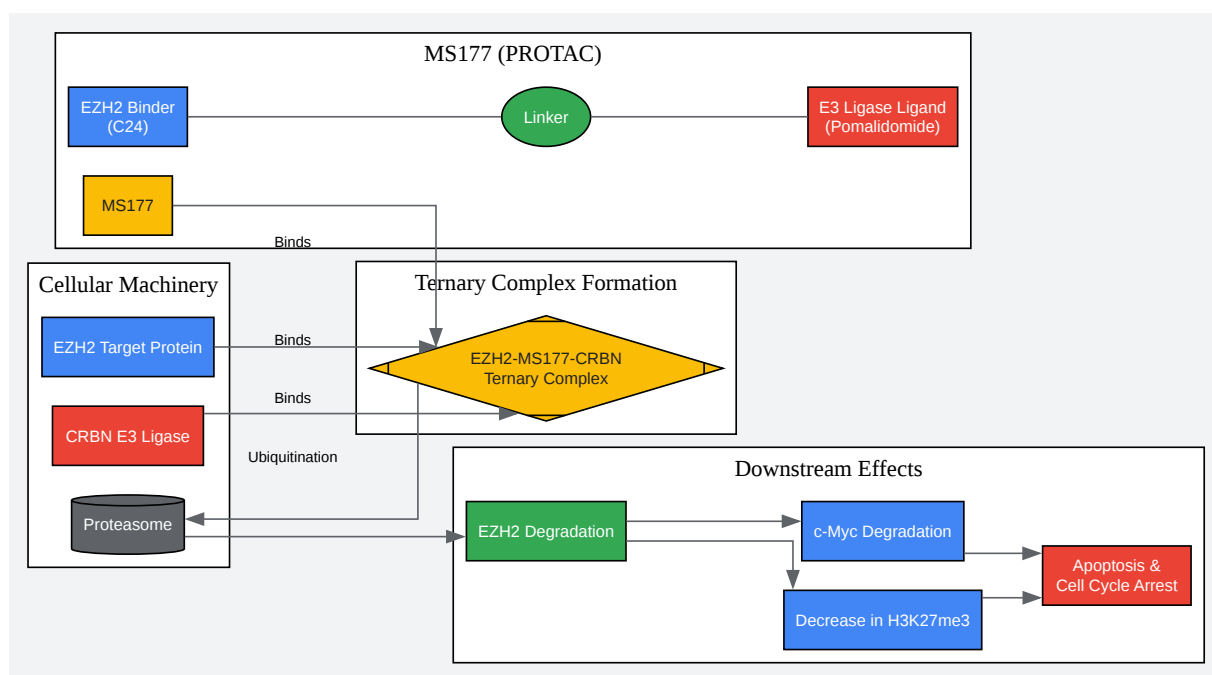 MS177 (PROTAC)
EZH2 Binder
(C24)
Linker
E3 Ligase Ligand
(Pomalidomide)
MS177
Binds
Cellular Machinery
Ternary Complex Formation
EZH2 Target Protein
Binds
EZH2-MS177-CRBN
Ternary Complex
Binds
CRBN E3 Ligase
Ubiquitination
Proteasome
Downstream Effects
EZH2 Degradation
c-Myc Degradation
Apoptosis &
Cell Cycle Arrest
Decrease in H3K27me3